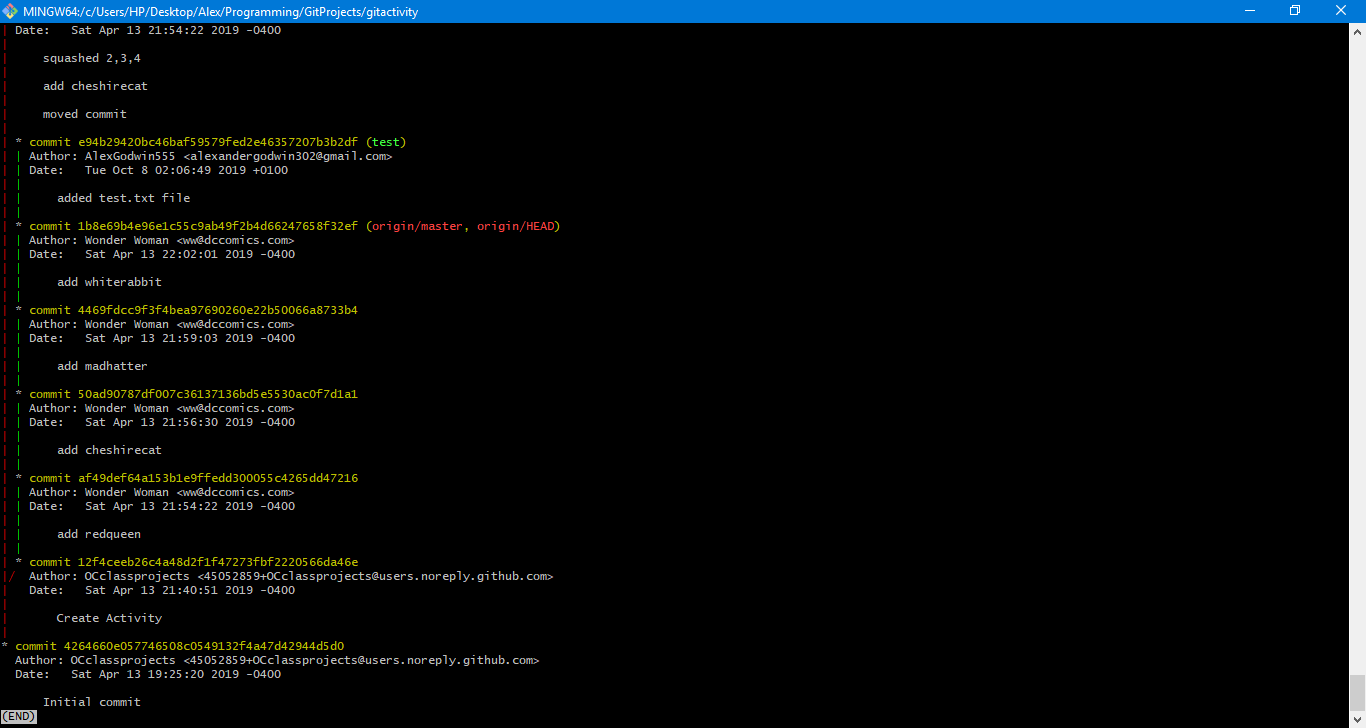 MINGW64:/c/Users/HP/Desktop/Alex/Programming/GitProjects/gitactivity
| Date:   Sat Apr 13 21:54:22 2019 -0400
|
|     squashed 2,3,4
|
|     add cheshirecat
|
|     moved commit
|
| * commit e94b29420bc46baf59579fed2e46357207b3b2df (test)
| | Author: AlexGodwin555 <alexandergodwin302@gmail.com>
| | Date:   Tue Oct 8 02:06:49 2019 +0100
| |
| |     added test.txt file
| |
| * commit 1b8e69b4e96e1c55c9ab49f2b4d66247658f32ef (origin/master, origin/HEAD)
| | Author: Wonder Woman <ww@dccomics.com>
| | Date:   Sat Apr 13 22:02:01 2019 -0400
| |
| |     add whiterabbit
| |
| * commit 4469fdcc9f3f4bea97690260e22b50066a8733b4
| | Author: Wonder Woman <ww@dccomics.com>
| | Date:   Sat Apr 13 21:59:03 2019 -0400
| |
| |     add madhatter
| |
| * commit 50ad90787df007c36137136bd5e5530ac0f7d1a1
| | Author: Wonder Woman <ww@dccomics.com>
| | Date:   Sat Apr 13 21:56:30 2019 -0400
| |
| |     add cheshirecat
| |
| * commit af49def64a153b1e9ffedd300055c4265dd47216
| | Author: Wonder Woman <ww@dccomics.com>
| | Date:   Sat Apr 13 21:54:22 2019 -0400
| |
| |     add redqueen
| |
| * commit 12f4ceeb26c4a48d2f1f47273fbf2220566da46e
|/  Author: OCclassprojects <45052859+OCclassprojects@users.noreply.github.com>
|   Date:   Sat Apr 13 21:40:51 2019 -0400
|
|       Create Activity
|
* commit 4264660e057746508c0549132f4a47d42944d5d0
  Author: OCclassprojects <45052859+OCclassprojects@users.noreply.github.com>
  Date:   Sat Apr 13 19:25:20 2019 -0400

      Initial commit
(END)